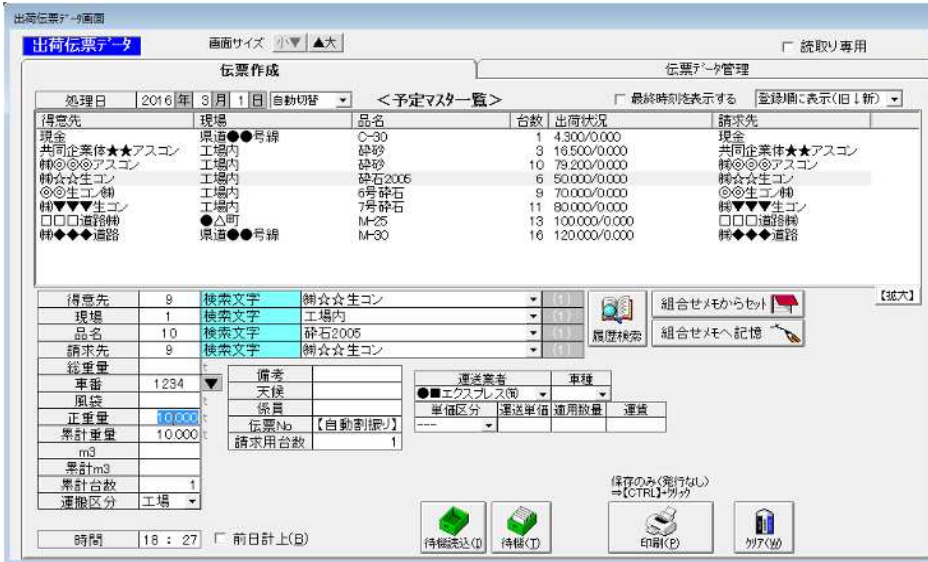 出荷伝票ﾃﾞｰﾀ画面
出荷伝票ﾃﾞｰﾀ 画面サイズ 小▼ ▲大 読取り専用
伝票作成 伝票ﾃﾞｰﾀ管理
処理日 2016 年 3 月 1 日 自動切替 <予定ﾏｽﾀｰ一覧> 最終時刻を表示する 登録順に表示(旧↓新)
得意先 現場 品名 台数 出荷状況 請求先
現金 県道●●号線 C-30 1 4.300/0.000 現金
共同企業体★★アスコン 工場内 砕砂 3 16.500/0.000 共同企業体★★アスコン
㈱◎◎◎アスコン 工場内 砕砂 10 79.200/0.000 ㈱◎◎◎アスコン
㈱☆☆生コン 工場内 砕石2005 6 50.000/0.000 ㈱☆☆生コン
◎◎生コン㈱ 工場内 6号砕石 9 70.000/0.000 ◎◎生コン㈱
㈱▼▼▼生コン 工場内 7号砕石 11 80.000/0.000 ㈱▼▼▼生コン
□□□道路㈱ ●△町 M-25 13 100.000/0.000 □□□道路㈱
㈱◆◆◆道路 県道●●号線 M-30 16 120.000/0.000 ㈱◆◆◆道路
【拡大】
得意先 9 検索文字 ㈱☆☆生コン (1)
現場 1 検索文字 工場内 (1)
品名 10 検索文字 砕石2005 (1)
請求先 9 検索文字 ㈱☆☆生コン (1)
履歴検索
組合せﾒﾓからｾｯﾄ
組合せﾒﾓへ記憶
総重量 t
車番 1234 ▼
風袋 t
正重量 10.000 t
累計重量 10.000 t
m3
累計m3
累計台数 1
運搬区分 工場
備考
天候
係員
伝票No 【自動割振り】
請求用台数 1
運送業者 車種
●■エクスプレス㈲
単価区分 運送単価 適用数量 運賃
---
保存のみ(発行なし)
⇒【CTRL】+ｸﾘｯｸ
時間 18 : 27 前日計上(B)
待機読込(I) 待機(T) 印刷(P) ｸﾘｱ(W)